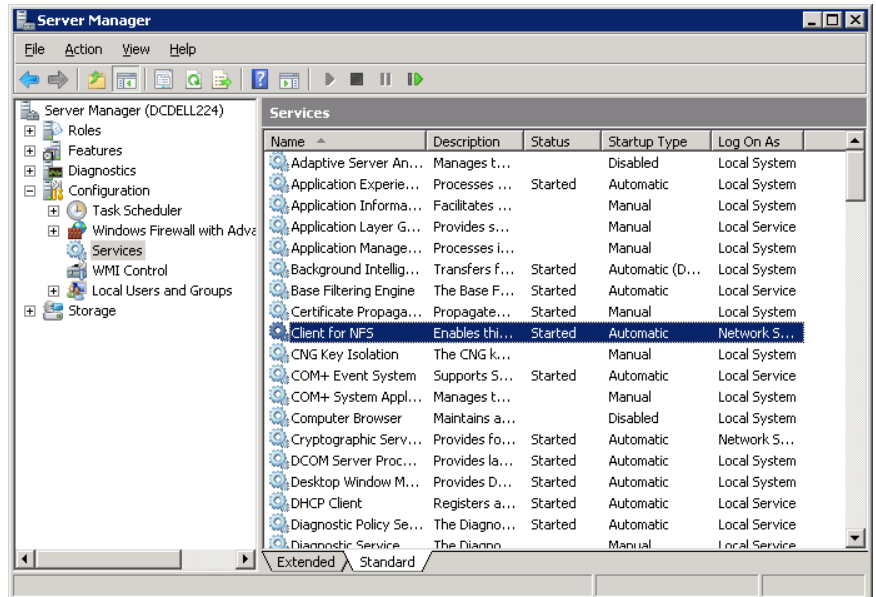 Server Manager
File Action View Help
Server Manager (DCDELL224)
Roles
Features
Diagnostics
Configuration
Task Scheduler
Windows Firewall with Adva
Services
WMI Control
Local Users and Groups
Storage
Services
Name Description Status Startup Type Log On As
Adaptive Server An... Manages t... Disabled Local System
Application Experie... Processes ... Started Automatic Local System
Application Informa... Facilitates ... Manual Local System
Application Layer G... Provides s... Manual Local Service
Application Manage... Processes i... Manual Local System
Background Intellig... Transfers f... Started Automatic (D... Local System
Base Filtering Engine The Base F... Started Automatic Local Service
Certificate Propaga... Propagate... Started Manual Local System
Client for NFS Enables thi... Started Automatic Network S...
CNG Key Isolation The CNG k... Manual Local System
COM+ Event System Supports S... Started Automatic Local Service
COM+ System Appl... Manages t... Manual Local System
Computer Browser Maintains a... Disabled Local System
Cryptographic Serv... Provides fo... Started Automatic Network S...
DCOM Server Proc... Provides la... Started Automatic Local System
Desktop Window M... Provides D... Started Automatic Local System
DHCP Client Registers a... Started Automatic Local Service
Diagnostic Policy Se... The Diagno... Started Automatic Local Service
Diagnostic Service The Diagno Manual Local Service
Extended Standard